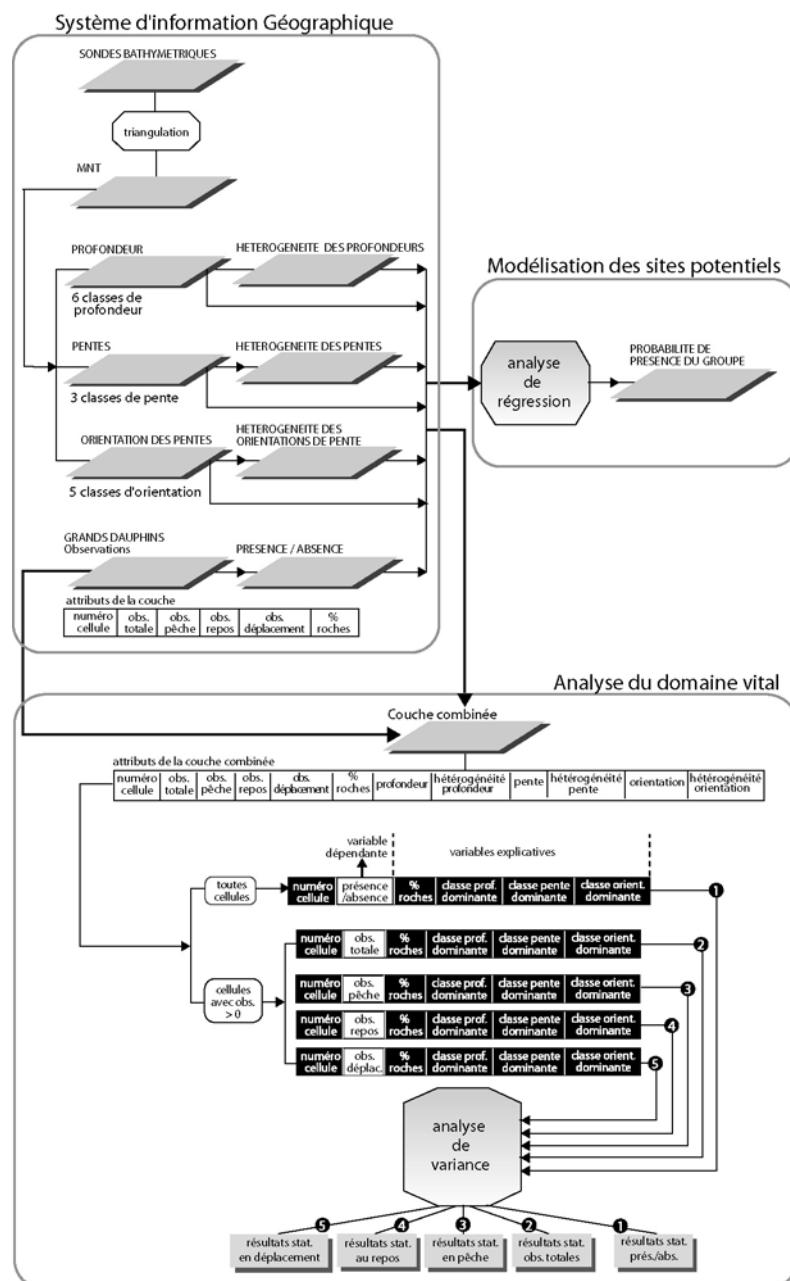 Système d'information Géographique
SONDES BATHYMETRIQUES
triangulation
MNT
PROFONDEUR
HETEROGENEITE DES PROFONDEURS
6 classes de
profondeur
PENTES
HETEROGENEITE DES PENTES
3 classes de pente
ORIENTATION DES PENTES
HETEROGENEITE DES
ORIENTATIONS DE PENTE
5 classes d'orientation
GRANDS DAUPHINS
Observations
PRESENCE / ABSENCE
attributs de la couche
numéro
cellule
obs.
totale
obs.
pêche
obs.
repos
obs.
déplacement
%
roches
Modélisation des sites potentiels
analyse
de
régression
PROBABILITE DE
PRESENCE DU GROUPE
Analyse du domaine vital
Couche combinée
attributs de la couche combinée
numéro
cellule
obs.
totale
obs.
pêche
obs.
repos
obs.
déplacement
%
roches
profondeur
hétérogénéité
profondeur
pente
hétérogénéité
pente
orientation
hétérogénéité
orientation
variable
dépendante
variables explicatives
toutes
cellules
numéro
cellule
présence
/absence
%
roches
classe prof.
dominante
classe pente
dominante
classe orient.
dominante
1
cellules
avec obs.
> 0
numéro
cellule
obs.
totale
%
roches
classe prof.
dominante
classe pente
dominante
classe orient.
dominante
2
numéro
cellule
obs.
pêche
%
roches
classe prof.
dominante
classe pente
dominante
classe orient.
dominante
3
numéro
cellule
obs.
repos
%
roches
classe prof.
dominante
classe pente
dominante
classe orient.
dominante
4
numéro
cellule
obs.
déplac.
%
roches
classe prof.
dominante
classe pente
dominante
classe orient.
dominante
5
analyse
de
variance
5
résultats stat.
en déplacement
4
résultats stat.
au repos
3
résultats stat.
en pêche
2
résultats stat.
obs. totales
1
résultats stat.
prés./abs.